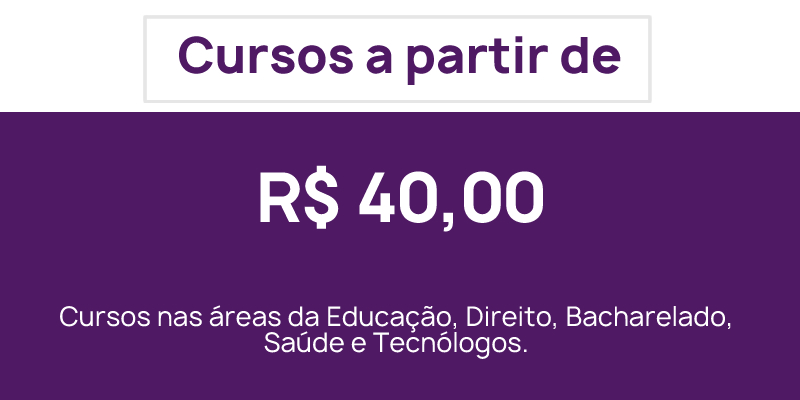 Cursos a partir de
R$ 40,00
Cursos nas áreas da Educação, Direito, Bacharelado,
Saúde e Tecnólogos.